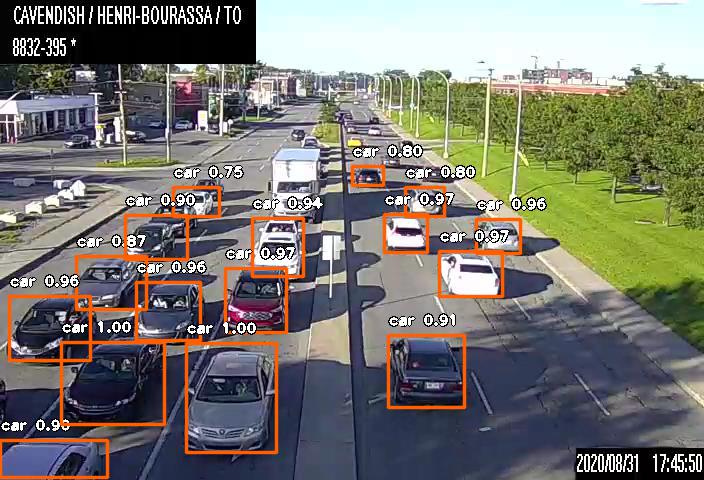 CAVENDISH / HENRI-BOURASSA / TO
8832-395 *
car 0.80
car 0.75
car 0.80
car 0.90
car 0.94
car 0.97
car 0.96
car 0.87
car 0.97
car 0.96
car 0.96
car 0.97
car 1.00
car 1.00
car 0.91
car 0.96
2020/08/31 17:45:50